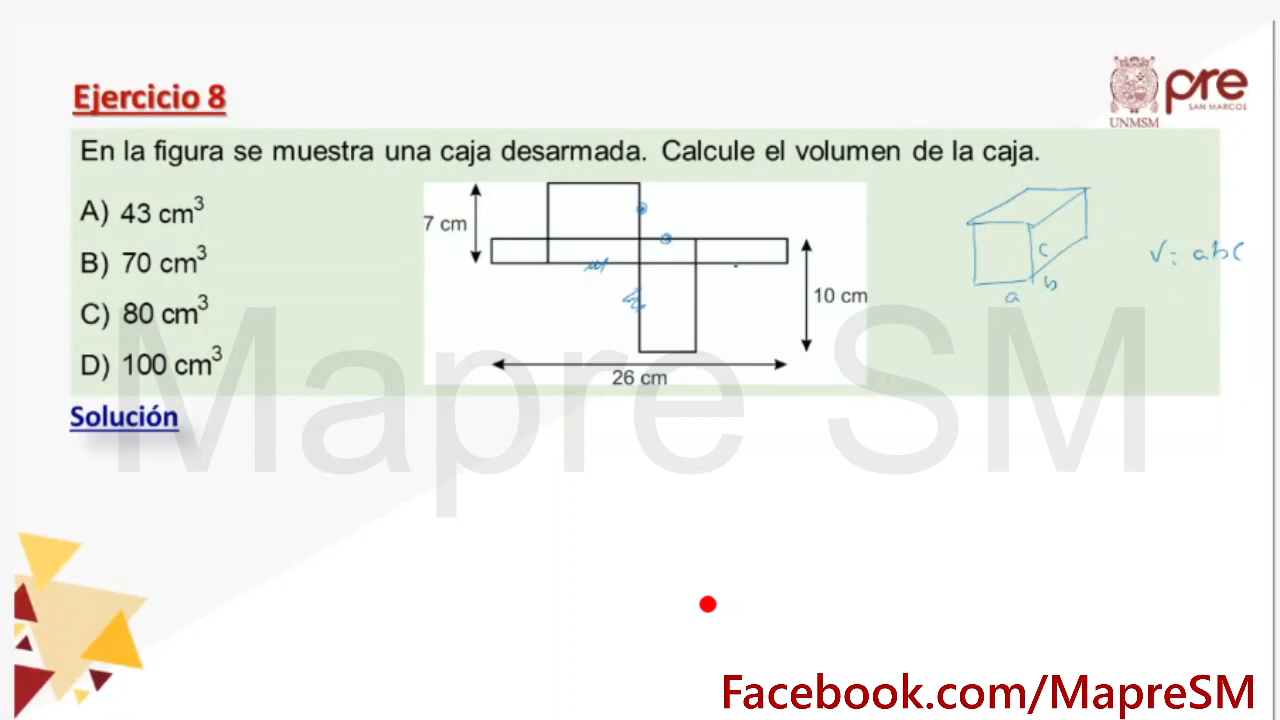 Ejercicio 8
pre
SAN MARCOS
UNMSM
En la figura se muestra una caja desarmada. Calcule el volumen de la caja.
A) 43 cm³
B) 70 cm³
C) 80 cm³
D) 100 cm³
7 cm
10 cm
26 cm
c
b
a
V = abc
Solución
Mapre SM
Facebook.com/MapreSM